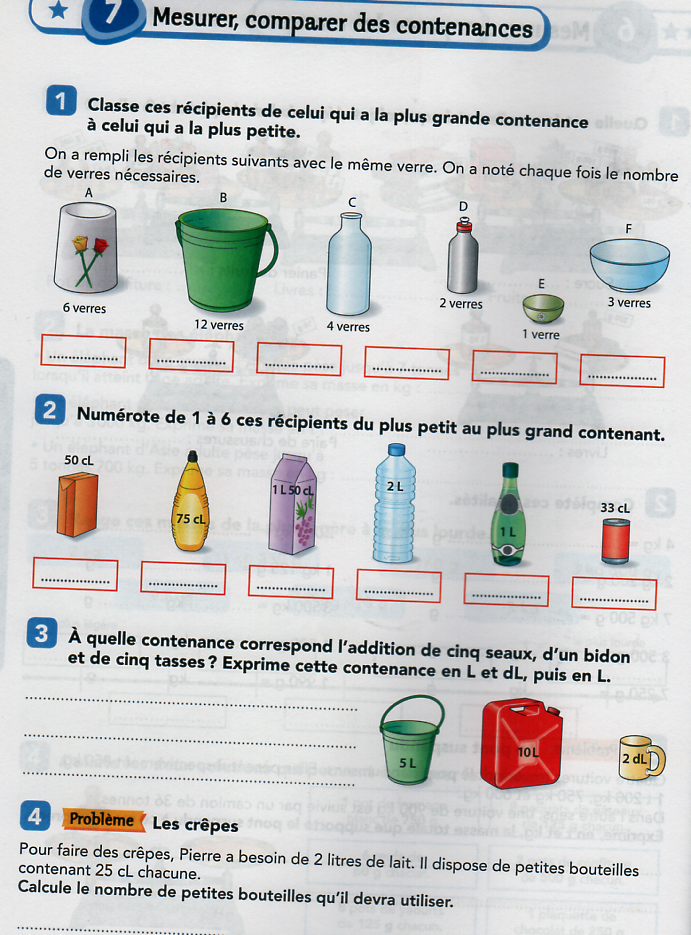 7 Mesurer, comparer des contenances
1 Classe ces récipients de celui qui a la plus grande contenance
à celui qui a la plus petite.
On a rempli les récipients suivants avec le même verre. On a noté chaque fois le nombre
de verres nécessaires.
A B C D E F
6 verres 12 verres 4 verres 2 verres 1 verre 3 verres
.................. .................. .................. .................. .................. ..................
2 Numérote de 1 à 6 ces récipients du plus petit au plus grand contenant.
50 cL 75 cL 1 L 50 cL 2 L 1 L 33 cL
.................. .................. .................. .................. .................. ..................
3 À quelle contenance correspond l'addition de cinq seaux, d'un bidon
et de cinq tasses ? Exprime cette contenance en L et dL, puis en L.
5 L 10 L 2 dL
4 Problème Les crêpes
Pour faire des crêpes, Pierre a besoin de 2 litres de lait. Il dispose de petites bouteilles
contenant 25 cL chacune.
Calcule le nombre de petites bouteilles qu'il devra utiliser.